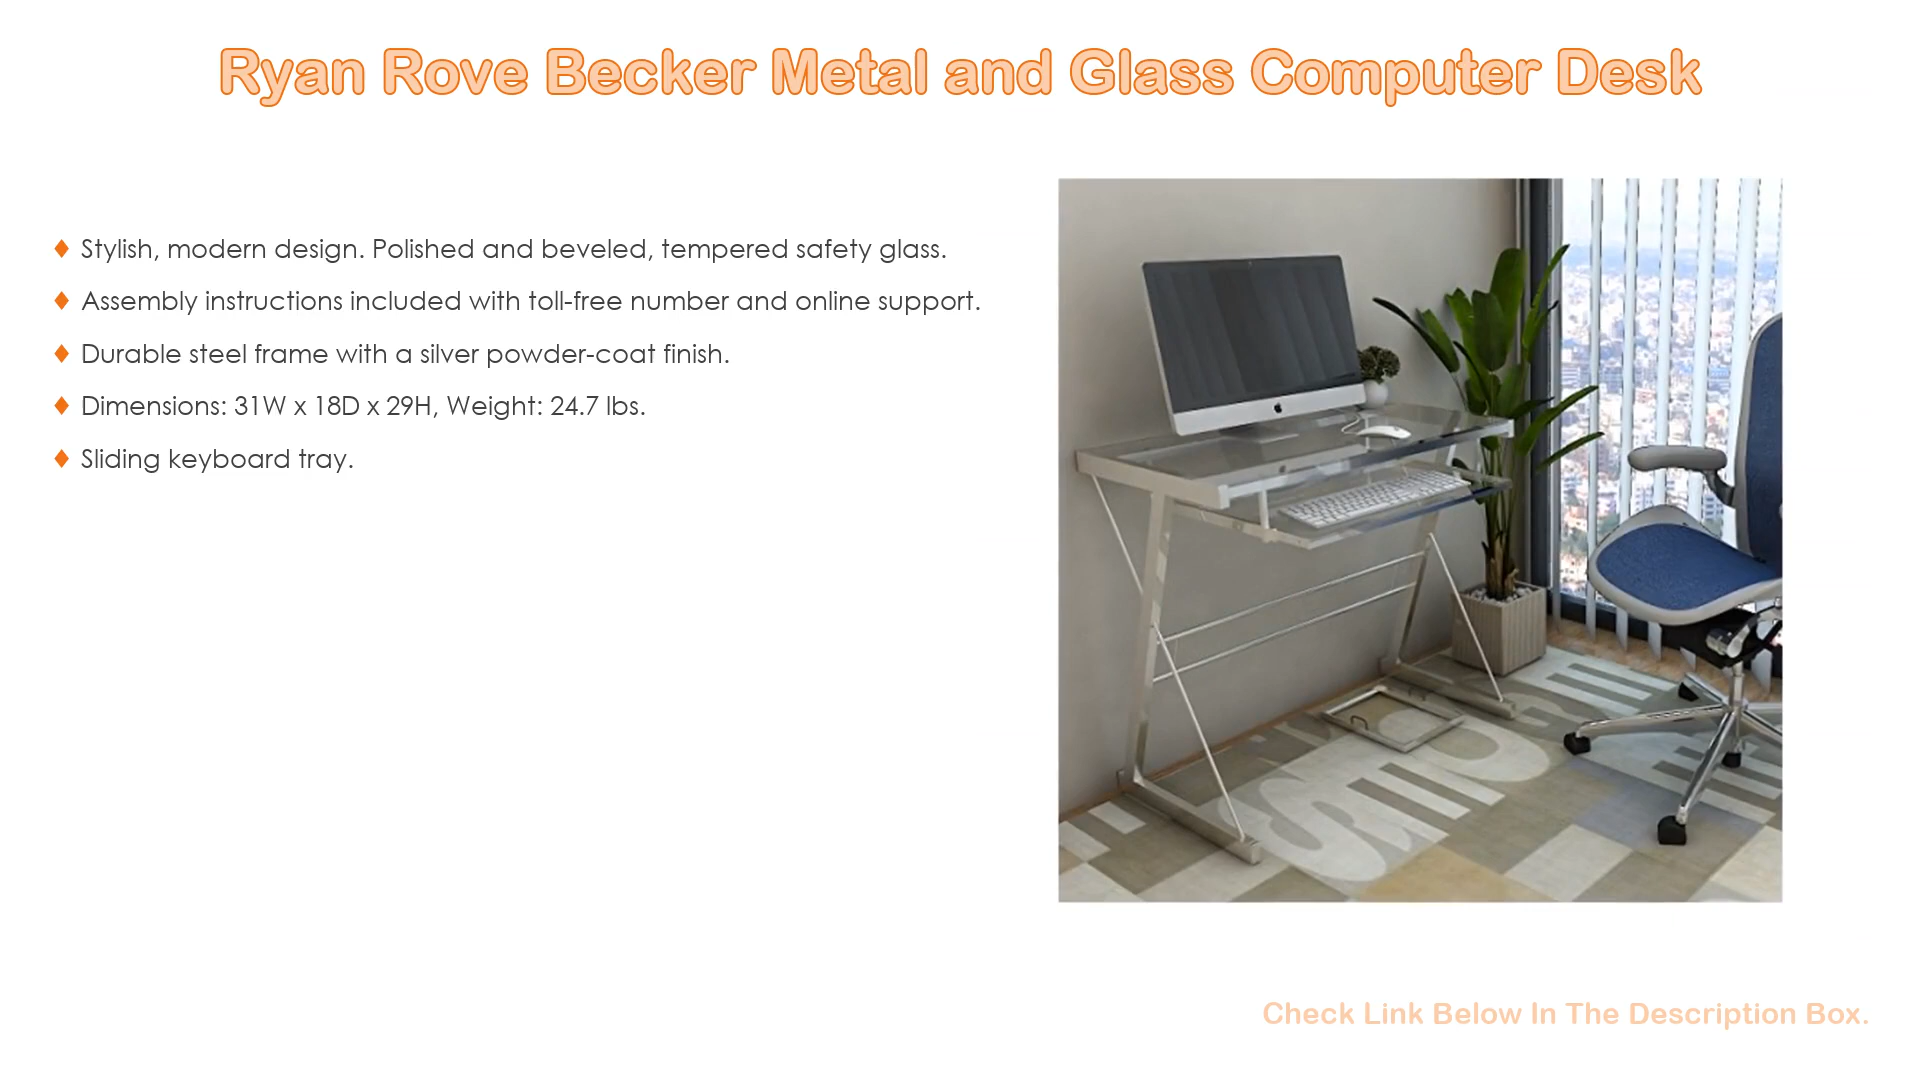 Ryan Rove Becker Metal and Glass Computer Desk
Stylish, modern design. Polished and beveled, tempered safety glass.
Assembly instructions included with toll-free number and online support.
Durable steel frame with a silver powder-coat finish.
Dimensions: 31W x 18D x 29H, Weight: 24.7 lbs.
Sliding keyboard tray.
Check Link Below In The Description Box.